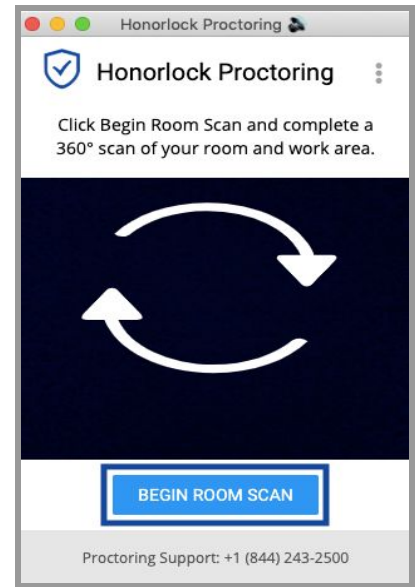 Honorlock Proctoring
Honorlock Proctoring
Click Begin Room Scan and complete a
360° scan of your room and work area.
BEGIN ROOM SCAN
Proctoring Support: +1 (844) 243-2500